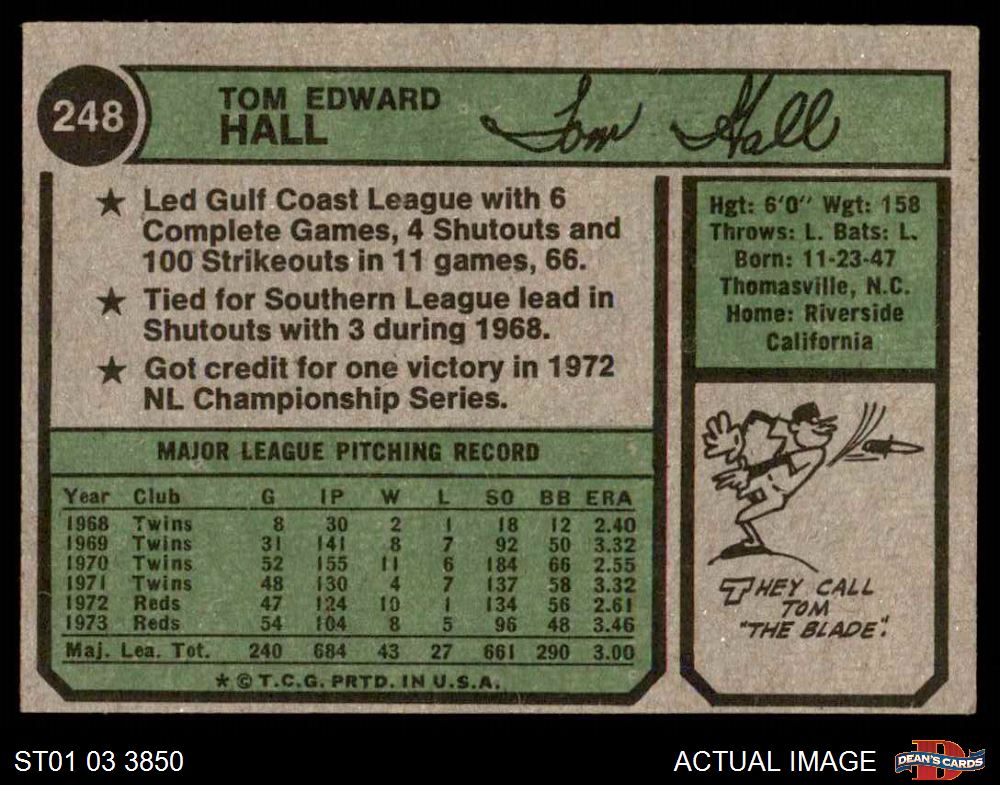 248
TOM EDWARD
HALL
Tom Hall
★ Led Gulf Coast League with 6
Complete Games, 4 Shutouts and
100 Strikeouts in 11 games, 66.
★ Tied for Southern League lead in
Shutouts with 3 during 1968.
★ Got credit for one victory in 1972
NL Championship Series.
Hgt: 6'0" Wgt: 158
Throws: L. Bats: L.
Born: 11-23-47
Thomasville, N.C.
Home: Riverside
California
MAJOR LEAGUE PITCHING RECORD
Year Club G IP W L SO BB ERA
1968 Twins 8 30 2 1 18 12 2.40
1969 Twins 31 141 8 7 92 50 3.32
1970 Twins 52 155 11 6 184 66 2.55
1971 Twins 48 130 4 7 137 58 3.32
1972 Reds 47 124 10 1 134 56 2.61
1973 Reds 54 104 8 5 96 48 3.46
Maj. Lea. Tot. 240 684 43 27 661 290 3.00
★ © T.C.G. PRTD. IN U.S.A.
THEY CALL
TOM
"THE BLADE".
ST01 03 3850
ACTUAL IMAGE
D
DEAN'S CARDS